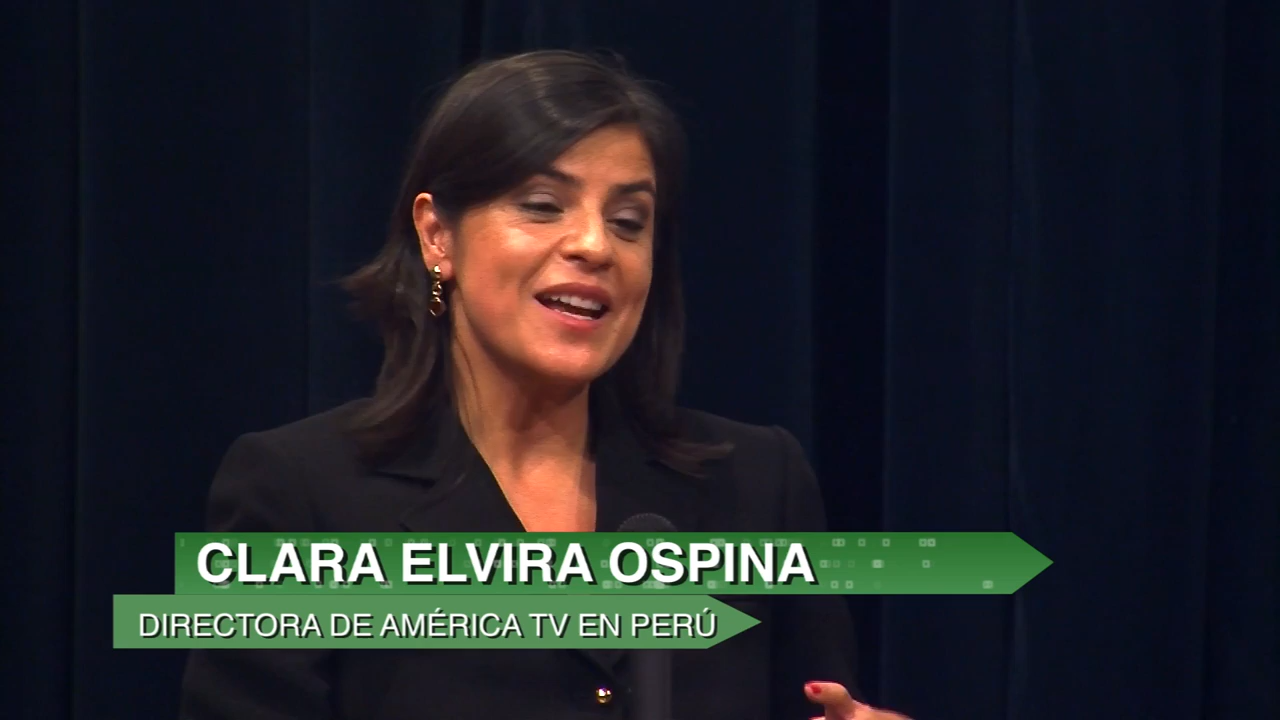 CLARA ELVIRA OSPINA
DIRECTORA DE AMÉRICA TV EN PERÚ